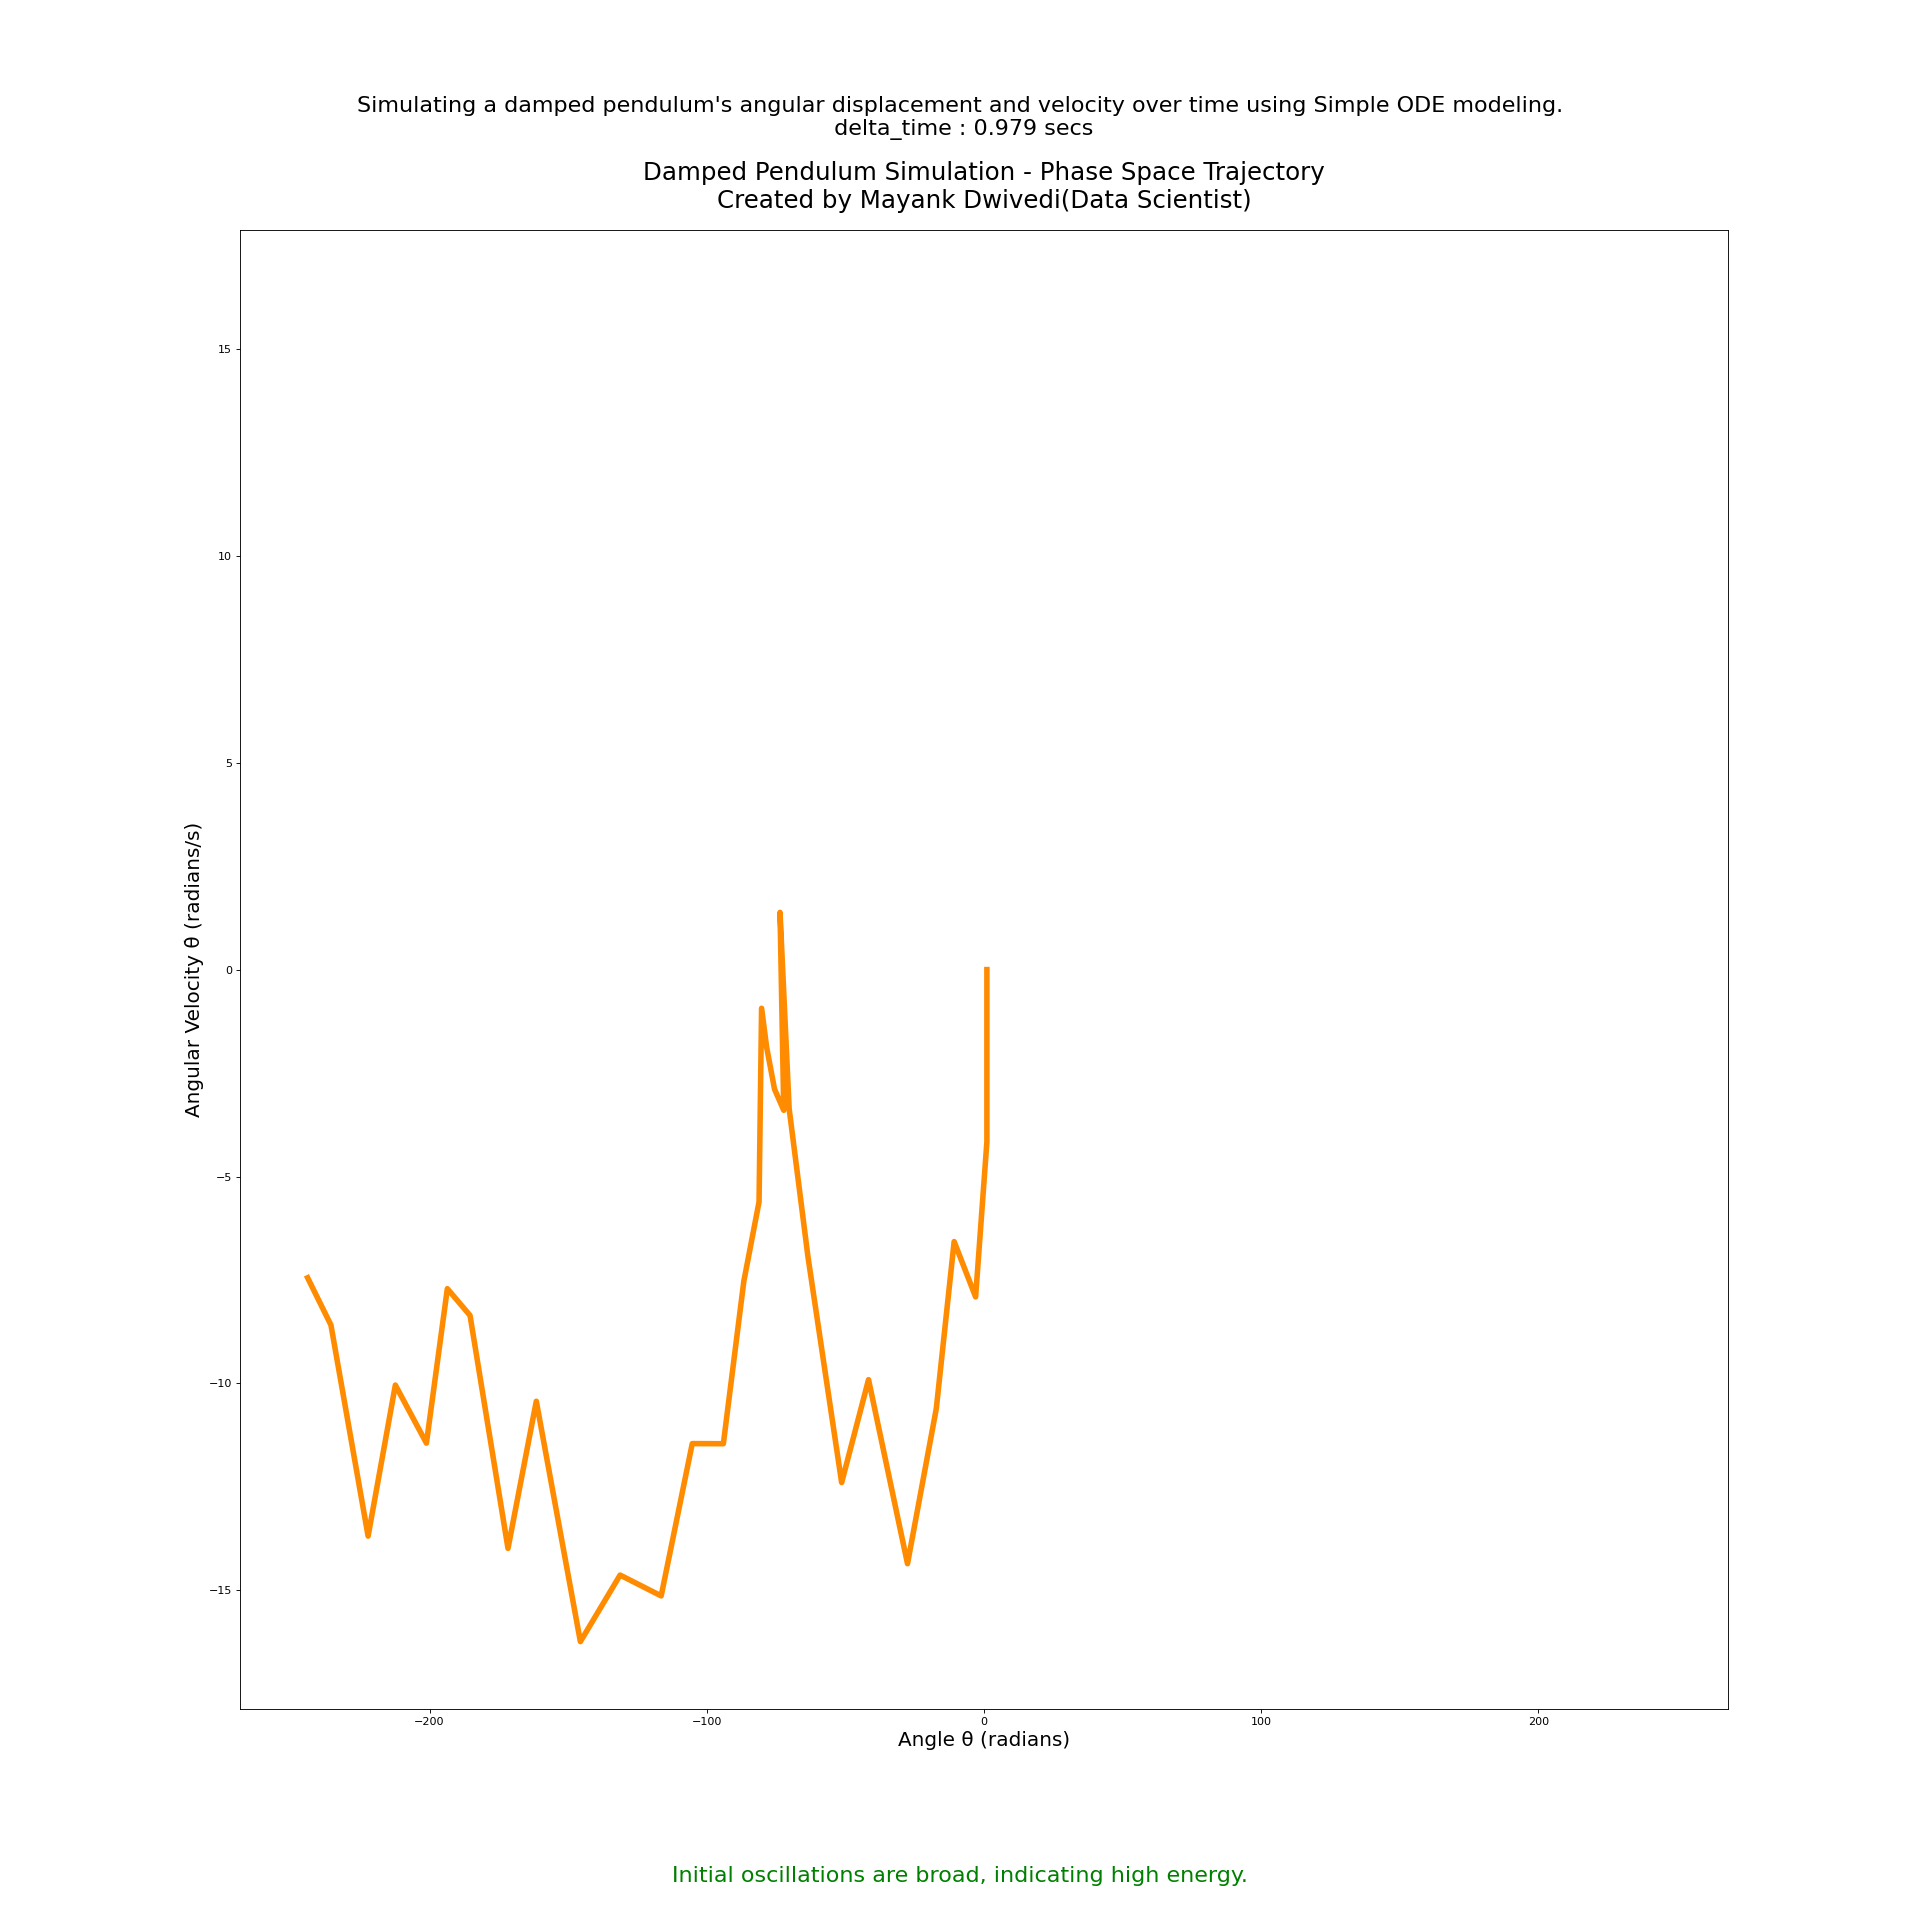 Simulating a damped pendulum's angular displacement and velocity over time using Simple ODE modeling.
delta_time : 0.979 secs
Damped Pendulum Simulation - Phase Space Trajectory
Created by Mayank Dwivedi(Data Scientist)
15
10
5
0
−5
−10
−15
Angular Velocity θ (radians/s)
−200
−100
0
100
200
Angle θ (radians)
Initial oscillations are broad, indicating high energy.